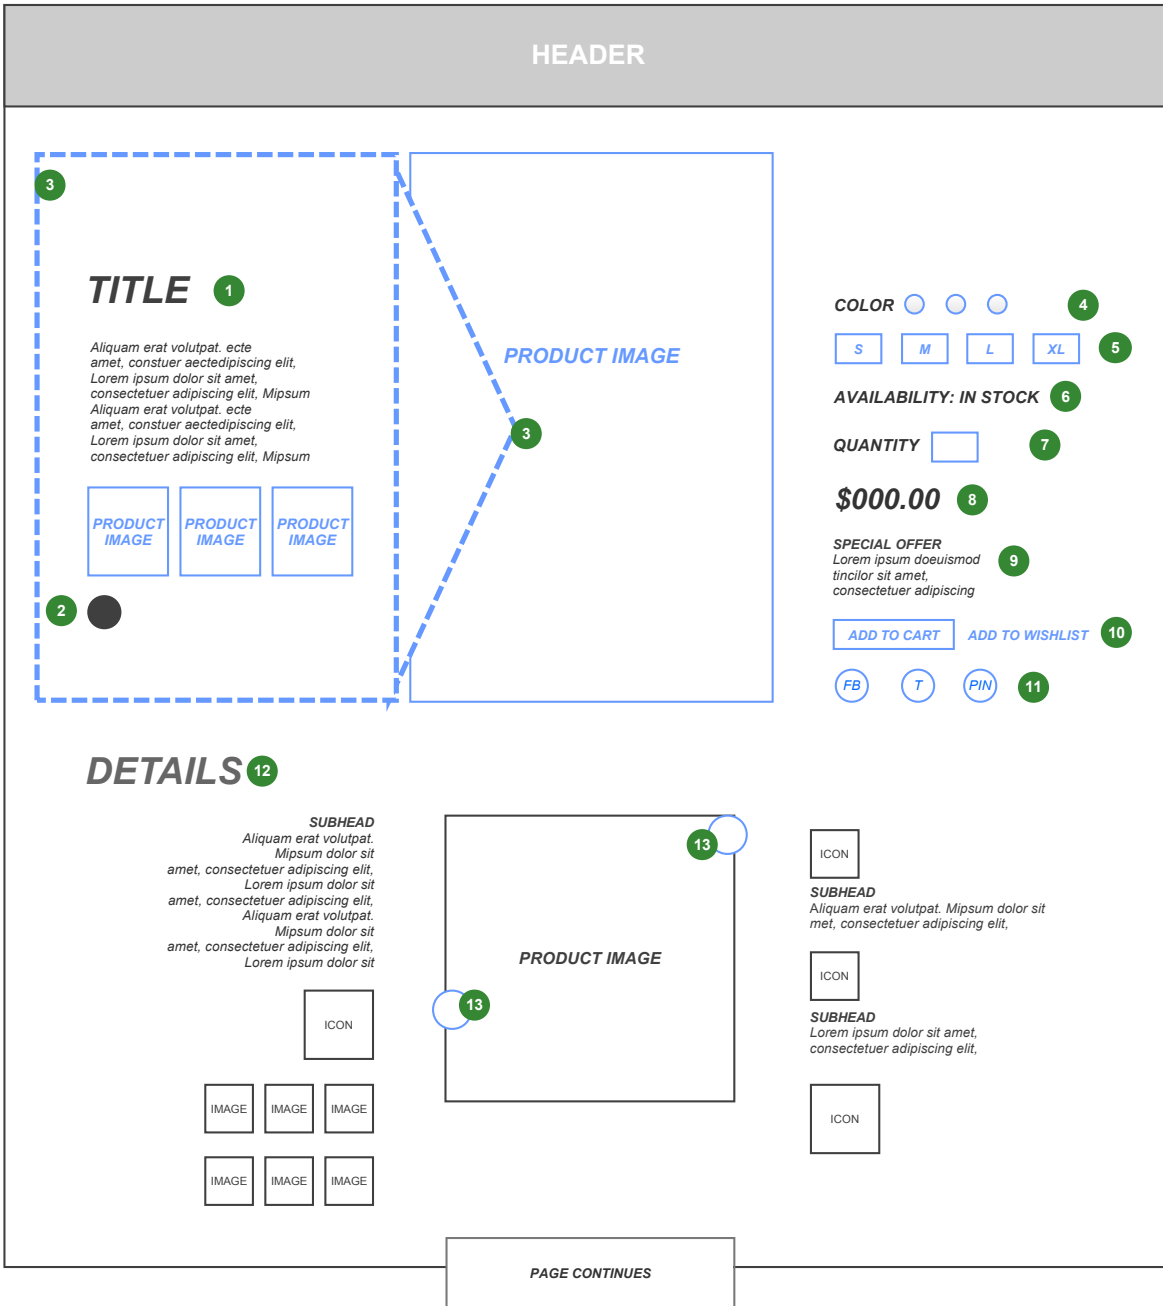 HEADER
3
TITLE 1
Aliquam erat volutpat. ecte
amet, constuer aectedipiscing elit,
Lorem ipsum dolor sit amet,
consectetuer adipiscing elit, Mipsum
Aliquam erat volutpat. ecte
amet, constuer aectedipiscing elit,
Lorem ipsum dolor sit amet,
consectetuer adipiscing elit, Mipsum
PRODUCT
IMAGE
PRODUCT
IMAGE
PRODUCT
IMAGE
2
PRODUCT IMAGE
3
COLOR 4
S M L XL 5
AVAILABILITY: IN STOCK 6
QUANTITY 7
$000.00 8
SPECIAL OFFER
Lorem ipsum doeuismod
tincilor sit amet,
consectetuer adipiscing
9
ADD TO CART ADD TO WISHLIST 10
FB T PIN 11
DETAILS 12
SUBHEAD
Aliquam erat volutpat.
Mipsum dolor sit
amet, consectetuer adipiscing elit,
Lorem ipsum dolor sit
amet, consectetuer adipiscing elit,
Aliquam erat volutpat.
Mipsum dolor sit
amet, consectetuer adipiscing elit,
Lorem ipsum dolor sit
ICON
IMAGE IMAGE IMAGE
IMAGE IMAGE IMAGE
13
PRODUCT IMAGE
13
ICON
SUBHEAD
Aliquam erat volutpat. Mipsum dolor sit
met, consectetuer adipiscing elit,
ICON
SUBHEAD
Lorem ipsum dolor sit amet,
consectetuer adipiscing elit,
ICON
PAGE CONTINUES